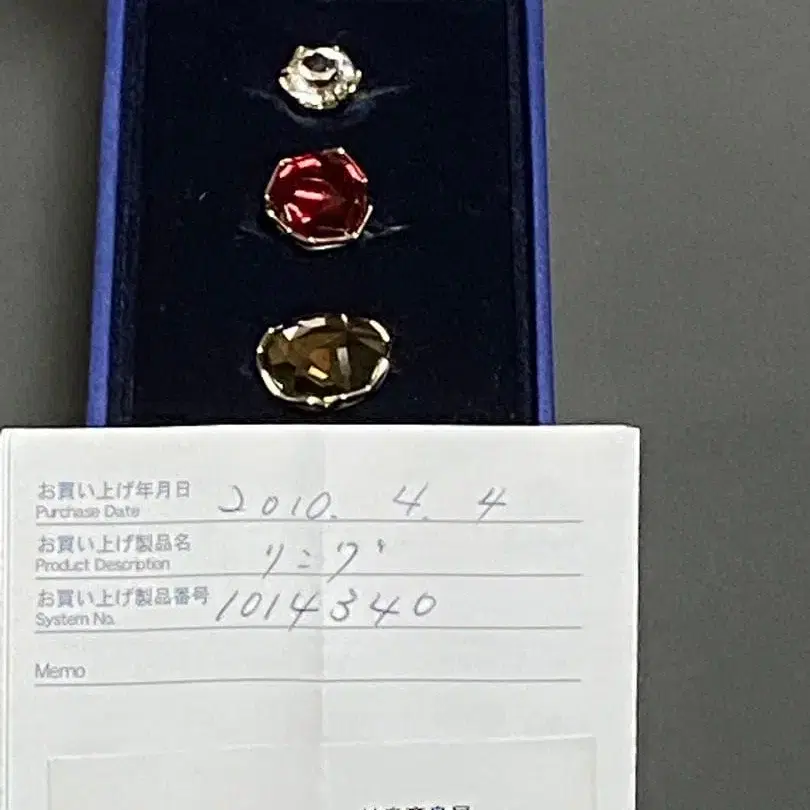 お買い上げ年月日 2010. 4. 4
Purchase Date
お買い上げ製品名 リング
Product Description
お買い上げ製品番号 1014340
System No.
Memo